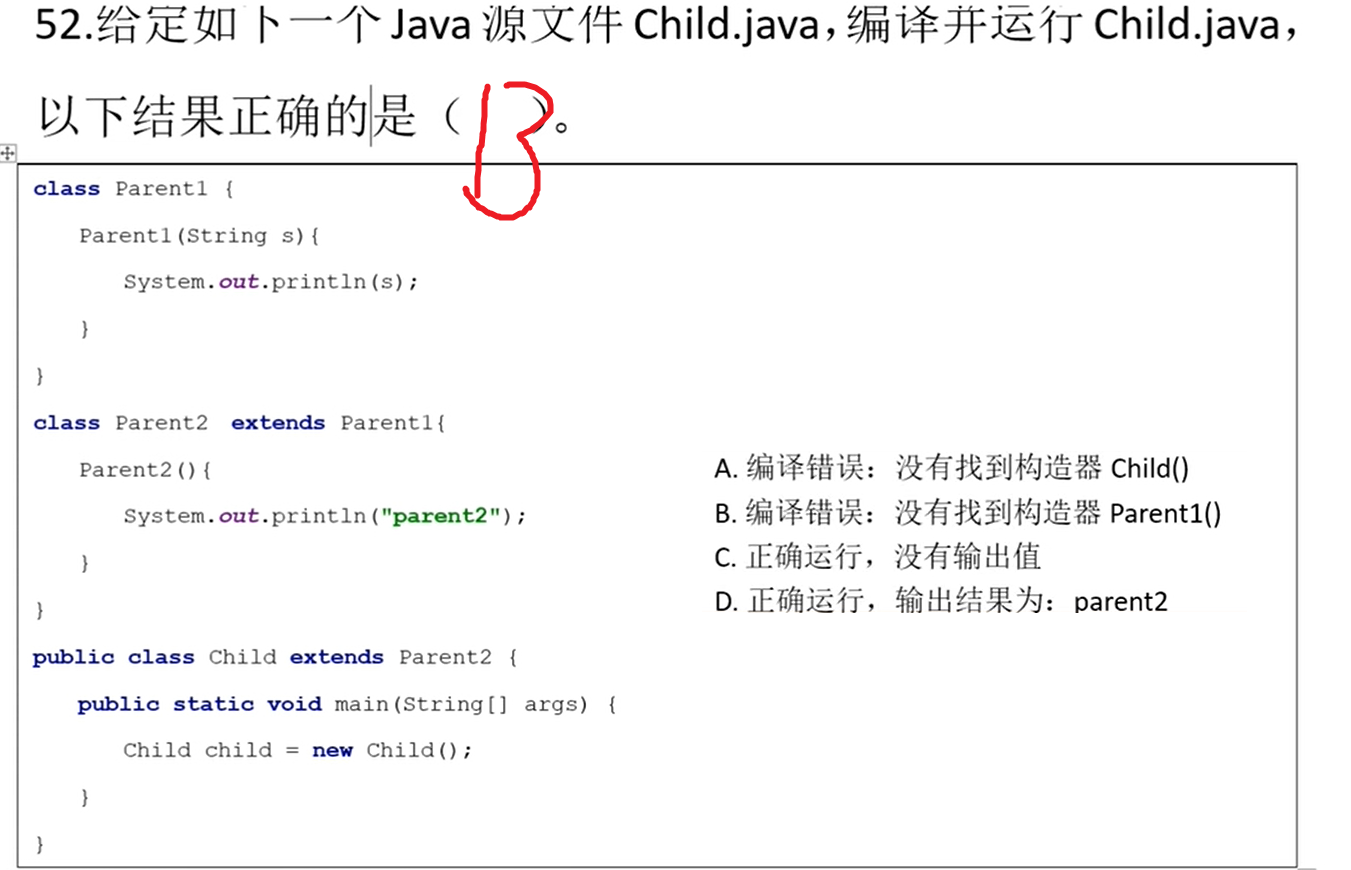 52.给定如下一个 Java 源文件 Child.java，编译并运行 Child.java，
以下结果正确的是（ B ）。
class Parent1 {
Parent1(String s){
System.out.println(s);
}
}
class Parent2 extends Parent1{
Parent2(){
System.out.println("parent2");
}
}
public class Child extends Parent2 {
public static void main(String[] args) {
Child child = new Child();
}
}
A. 编译错误：没有找到构造器 Child()
B. 编译错误：没有找到构造器 Parent1()
C. 正确运行，没有输出值
D. 正确运行，输出结果为：parent2